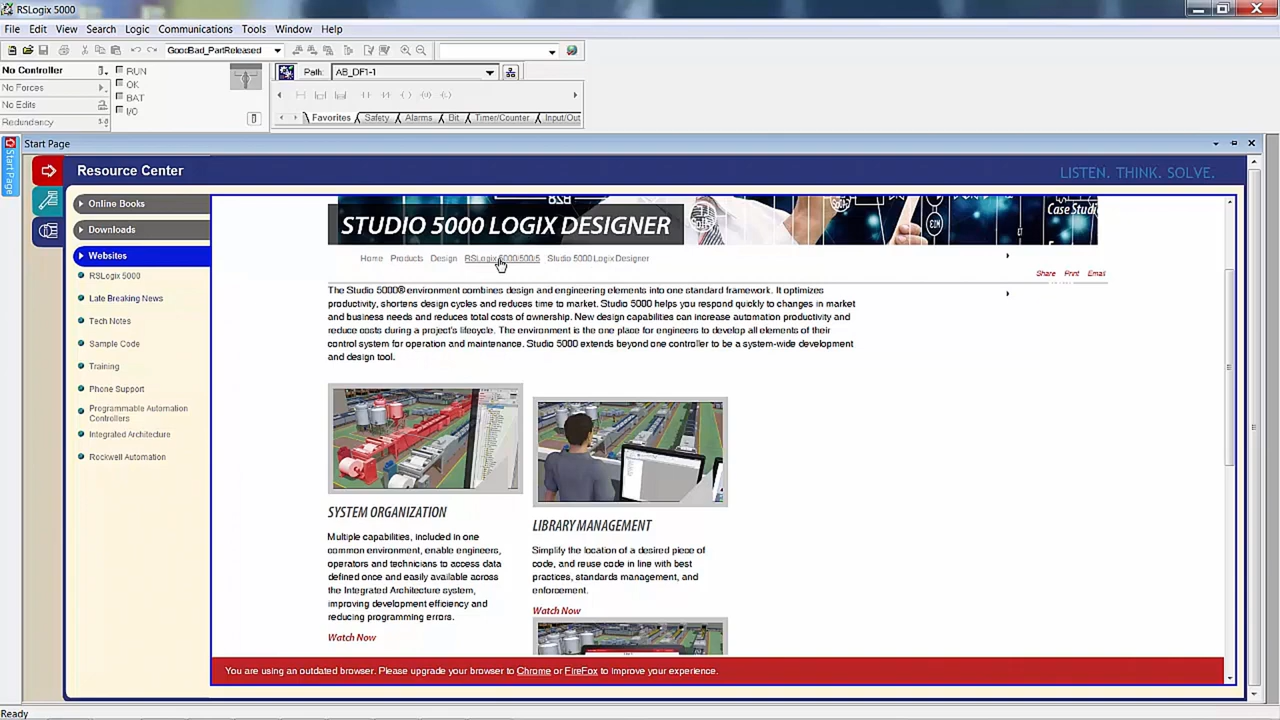 RSLogix 5000
File Edit View Search Logic Communications Tools Window Help
GoodBad_PartReleased
No Controller
RUN
No Forces
OK
No Edits
BAT
Redundancy
I/O
Path: AB_DF1-1
Favorites Safety Alarms Bit Timer/Counter Input/Out
Start Page
Start Page
Resource Center
LISTEN. THINK. SOLVE.
Online Books
Downloads
Websites
RSLogix 5000
Late Breaking News
Tech Notes
Sample Code
Training
Phone Support
Programmable Automation
Controllers
Integrated Architecture
Rockwell Automation
Case Studi
STUDIO 5000 LOGIX DESIGNER
Home Products Design RSLogix 5000/500/5 Studio 5000 Logix Designer
Share Print Email
The Studio 5000® environment combines design and engineering elements into one standard framework. It optimizes
productivity, shortens design cycles and reduces time to market. Studio 5000 helps you respond quickly to changes in market
and business needs and reduces total costs of ownership. New design capabilities can increase automation productivity and
reduce costs during a project's lifecycle. The environment is the one place for engineers to develop all elements of their
control system for operation and maintenance. Studio 5000 extends beyond one controller to be a system-wide development
and design tool.
SYSTEM ORGANIZATION
Multiple capabilities, included in one
common environment, enable engineers,
operators and technicians to access data
defined once and easily available across
the Integrated Architecture system,
improving development efficiency and
reducing programming errors.
Watch Now
LIBRARY MANAGEMENT
Simplify the location of a desired piece of
code, and reuse code in line with best
practices, standards management, and
enforcement.
Watch Now
You are using an outdated browser. Please upgrade your browser to Chrome or FireFox to improve your experience.
Ready